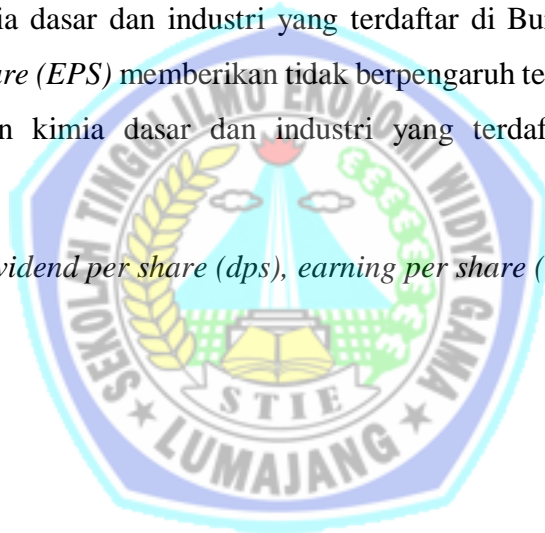 ia dasar dan industri yang terdaftar di Bu
are (EPS) memberikan tidak berpengaruh te
n kimia dasar dan industri yang terdaf
vidend per share (dps), earning per share (
SEKOLAH TINGGI ILMU EKONOMI WIDYA GAMA
STIE
LUMAJANG